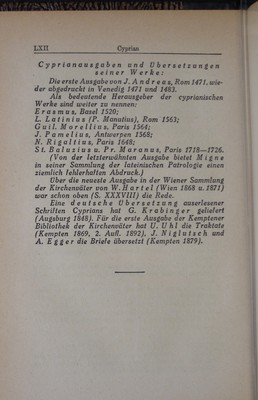 LXII Cyprian
Cyprianausgaben und Übersetzungen
seiner Werke:
Die erste Ausgabe von J. Andreas, Rom 1471, wie-
der abgedruckt in Venedig 1471 und 1483.
Als bedeutende Herausgeber der cyprianischen
Werke sind weiter zu nennen:
Erasmus, Basel 1520;
L. Latinius (P. Manutius), Rom 1563;
Guil. Morellius, Paris 1564;
J. Pamelius, Antwerpen 1568;
N. Rigaltius, Paris 1648;
St. Baluzius u. Pr. Maranus, Paris 1718—1726.
(Von der letzterwähnten Ausgabe bietet Migne
in seiner Sammlung der lateinischen Patrologie einen
ziemlich fehlerhaften Abdruck.)
Über die neueste Ausgabe in der Wiener Sammlung
der Kirchenväter von W. Hartel (Wien 1868 u. 1871)
war schon oben (S. XXXVIII) die Rede.
Eine deutsche Übersetzung auserlesener
Schriften Cyprians hat G. Krabinger geliefert
(Augsburg 1848). Für die erste Ausgabe der Kemptener
Bibliothek der Kirchenväter hat U. Uhl die Traktate
(Kempten 1869, 2. Aufl. 1892), J. Niglutsch und
A. Egger die Briefe übersetzt (Kempten 1879).